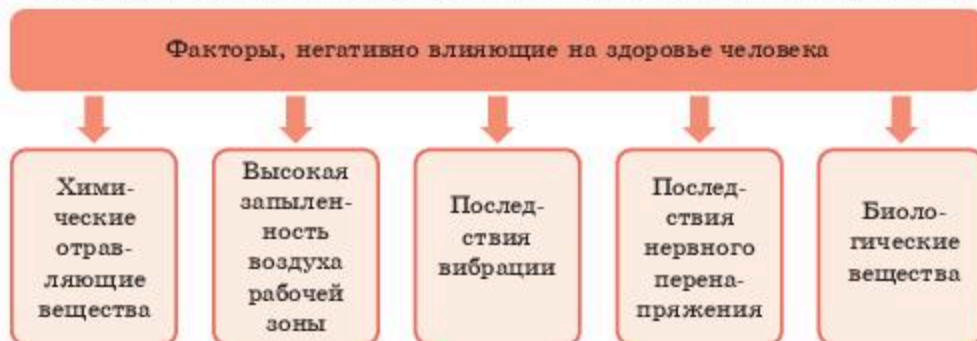 Факторы, негативно влияющие на здоровье человека
Хими-
ческие
отрав-
ляющие
вещества
Высокая
запылен-
ность
воздуха
рабочей
зоны
Послед-
ствия
вибрации
Послед-
ствия
нервного
перена-
пряжения
Биоло-
гические
вещества